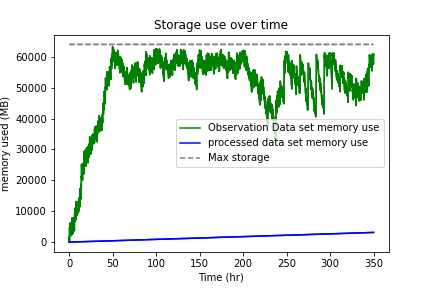 Storage use over time
60000
50000
40000
30000
20000
10000
0
memory used (MB)
Observation Data set memory use
processed data set memory use
Max storage
0 50 100 150 200 250 300 350
Time (hr)